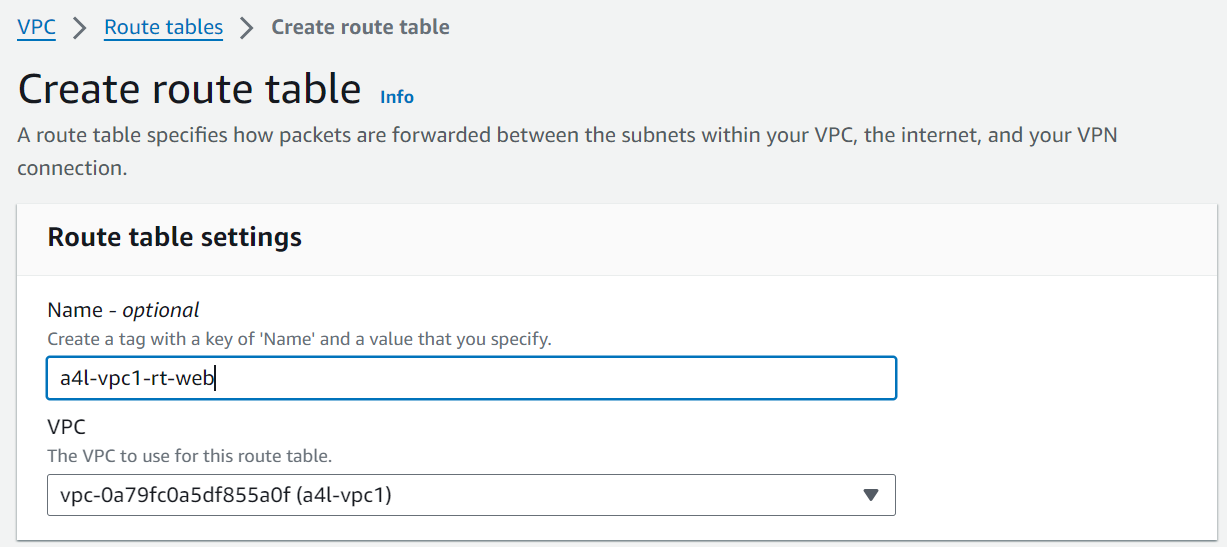 VPC > Route tables > Create route table
Create route table Info
A route table specifies how packets are forwarded between the subnets within your VPC, the internet, and your VPN
connection.
Route table settings
Name - optional
Create a tag with a key of 'Name' and a value that you specify.
a4l-vpc1-rt-web
VPC
The VPC to use for this route table.
vpc-0a79fc0a5df855a0f (a4l-vpc1)